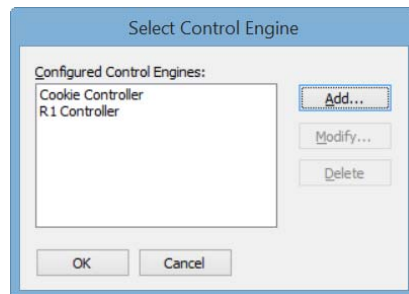 Select Control Engine
Configured Control Engines:
Cookie Controller
R1 Controller
Add...
Modify...
Delete
OK
Cancel